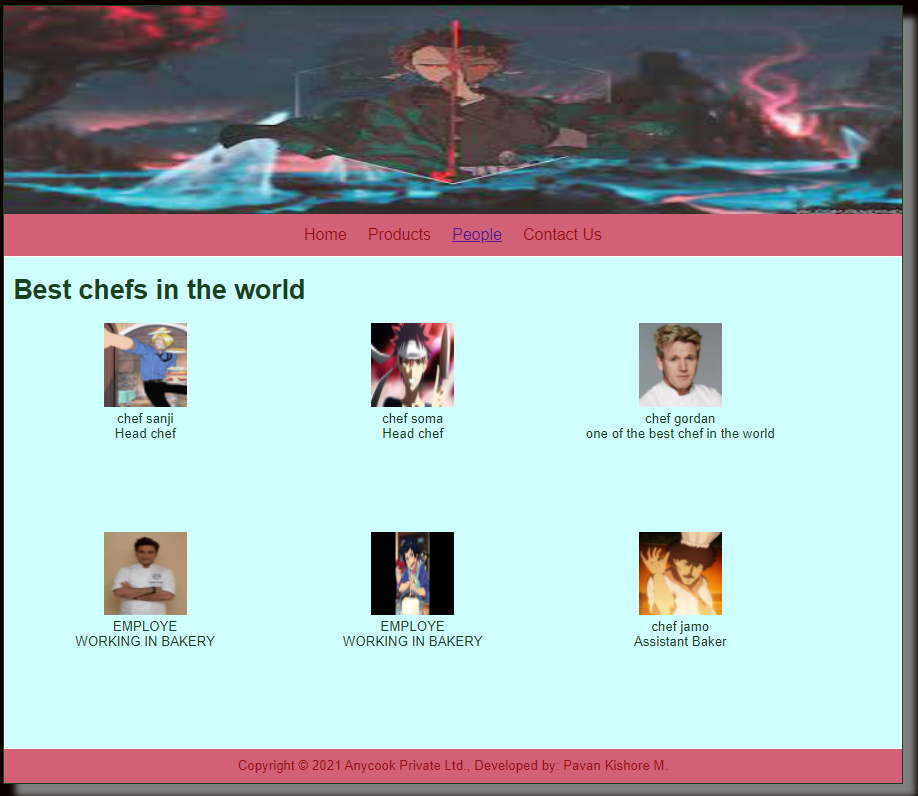 Home Products People Contact Us
Best chefs in the world
chef sanji
Head chef
chef soma
Head chef
chef gordan
one of the best chef in the world
EMPLOYE
WORKING IN BAKERY
EMPLOYE
WORKING IN BAKERY
chef jamo
Assistant Baker
Copyright © 2021 Anycook Private Ltd., Developed by: Pavan Kishore M.